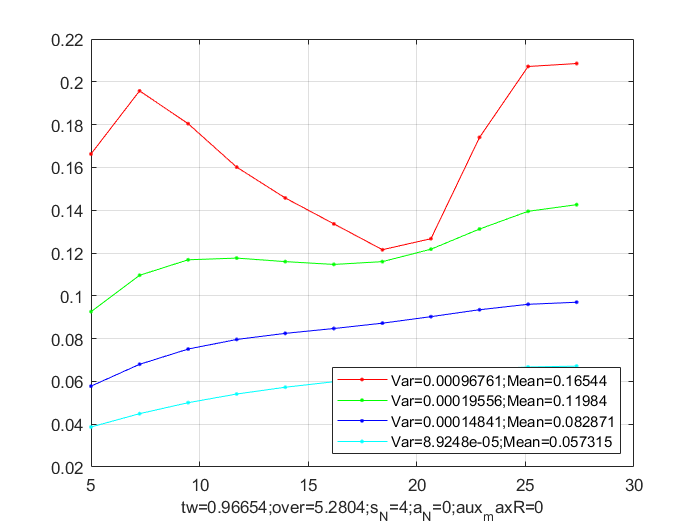 0.22
0.2
0.18
0.16
0.14
0.12
0.1
0.08
0.06
0.04
0.02
5 10 15 20 25 30
Var=0.00096761;Mean=0.16544
Var=0.00019556;Mean=0.11984
Var=0.00014841;Mean=0.082871
Var=8.9248e-05;Mean=0.057315
tw=0.96654;over=5.2804;s_N=4;a_N=0;aux_maxR=0